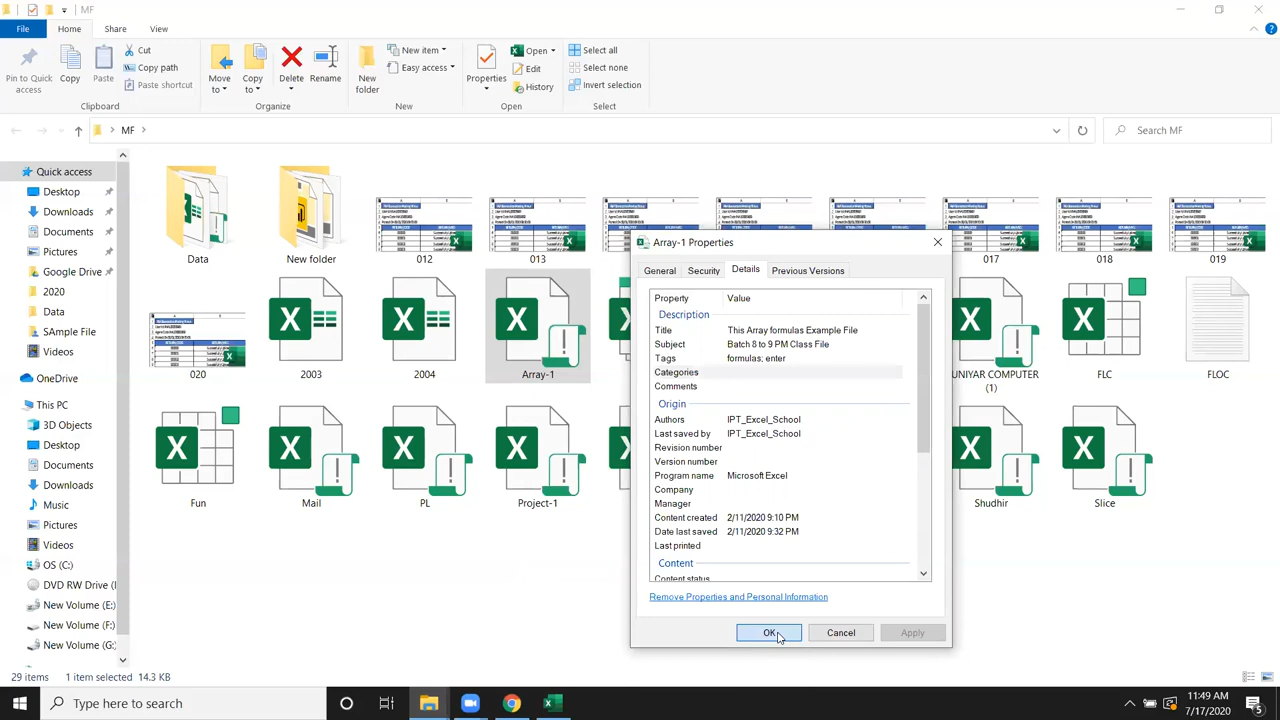 MF
File
Home
Share
View
Pin to Quick access
Copy
Paste
Cut
Copy path
Paste shortcut
Clipboard
Move to
Copy to
Delete
Rename
Organize
New folder
New item
Easy access
New
Properties
Open
Edit
History
Open
Select all
Select none
Invert selection
Select
MF
Search MF
Quick access
Desktop
Downloads
Documents
Pictures
Google Drive
2020
Data
SAmple File
Videos
OneDrive
This PC
3D Objects
Desktop
Documents
Downloads
Music
Pictures
Videos
OS (C:)
DVD RW Drive (
New Volume (E:)
New Volume (F:)
New Volume (G:
Data
New folder
012
013
017
018
019
020
2003
2004
Array-1
UNIYAR COMPUTER
(1)
FLC
FLOC
Fun
Mail
PL
Project-1
Shudhir
Slice
Array-1 Properties
General
Security
Details
Previous Versions
Property Value
Description
Title This Array formulas Example File
Subject Batch 8 to 9 PM Class File
Tags formulas; enter
Categories
Comments
Origin
Authors IPT_Excel_School
Last saved by IPT_Excel_School
Revision number
Version number
Program name Microsoft Excel
Company
Manager
Content created 2/11/2020 9:10 PM
Date last saved 2/11/2020 9:32 PM
Last printed
Content
Content status
Remove Properties and Personal Information
OK
Cancel
Apply
29 items 1 item selected 14.3 KB
Type here to search
11:49 AM
7/17/2020
5